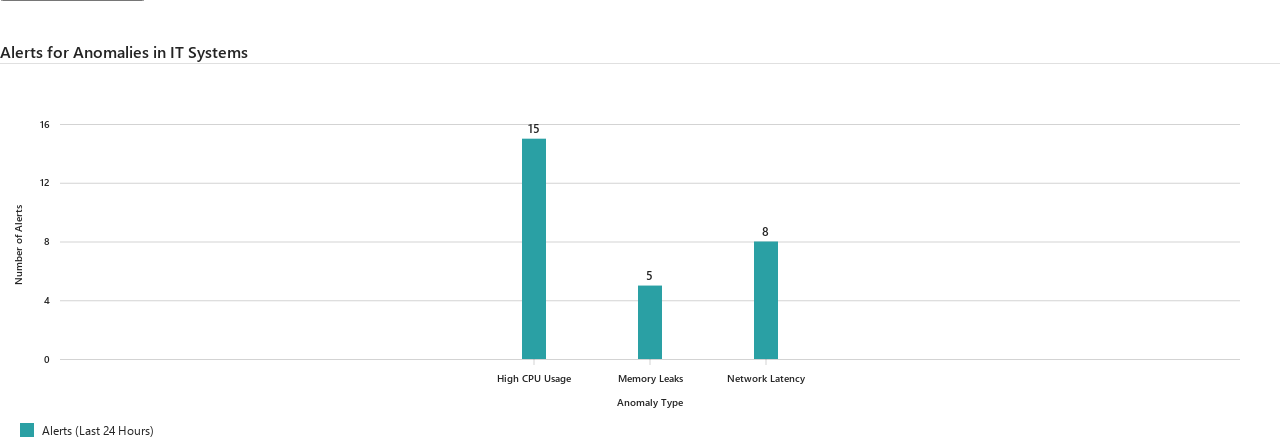 Alerts for Anomalies in IT Systems
16
15
12
Number of Alerts
8
8
5
4
0
High CPU Usage
Memory Leaks
Network Latency
Anomaly Type
Alerts (Last 24 Hours)